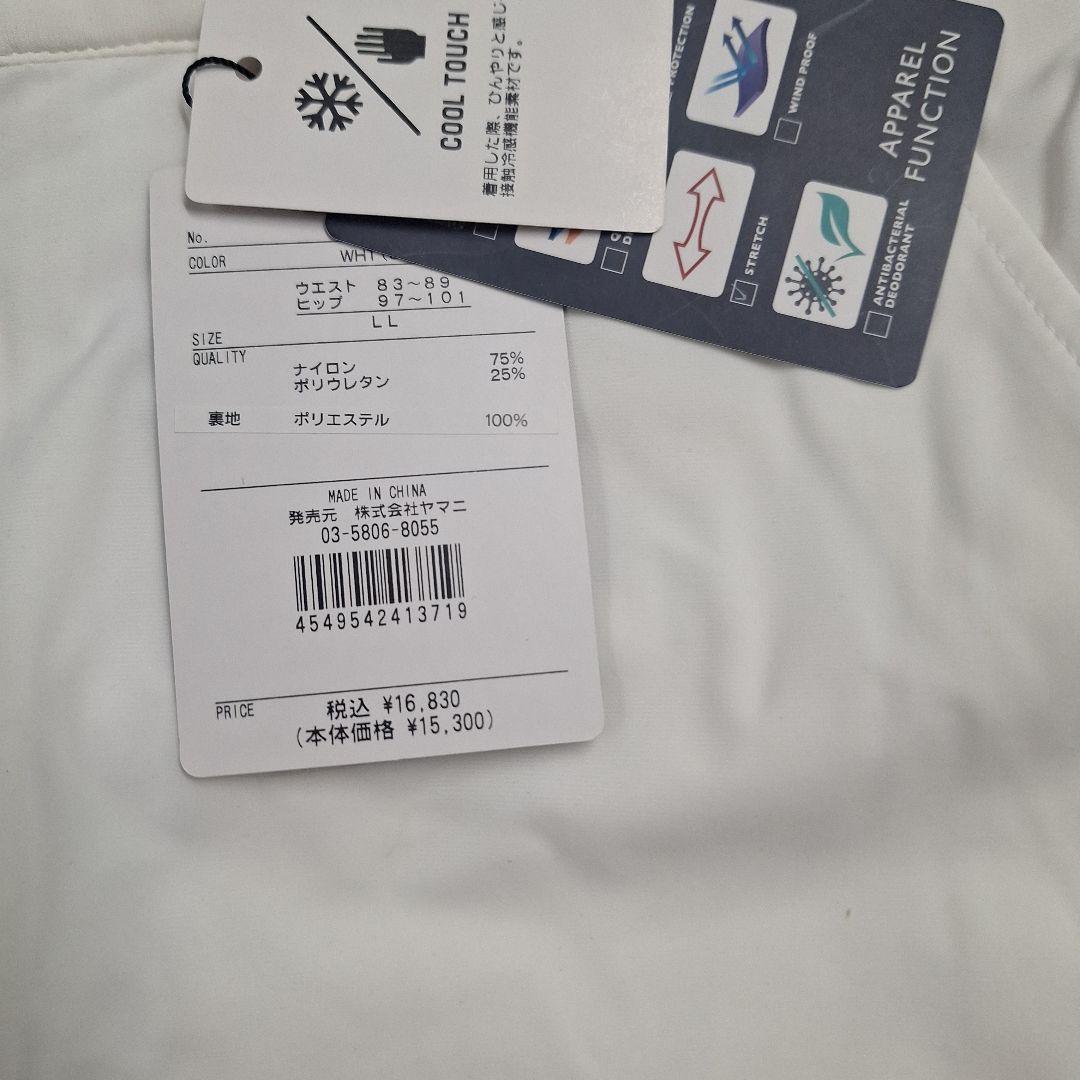 COOL TOUCH
着用した際、ひんやりと感じ
接触冷感機能素材です。
PROTECTION
WIND PROOF
STRETCH
ANTIBACTERIAL
DEODORANT
APPAREL
FUNCTION
No.
COLOR WHT
ウエスト 83～89
ヒップ 97～101
LL
SIZE
QUALITY
ナイロン 75%
ポリウレタン 25%
裏地 ポリエステル 100%
MADE IN CHINA
発売元 株式会社ヤマニ
03-5806-8055
4549542413719
PRICE 税込 ¥16,830
(本体価格 ¥15,300)